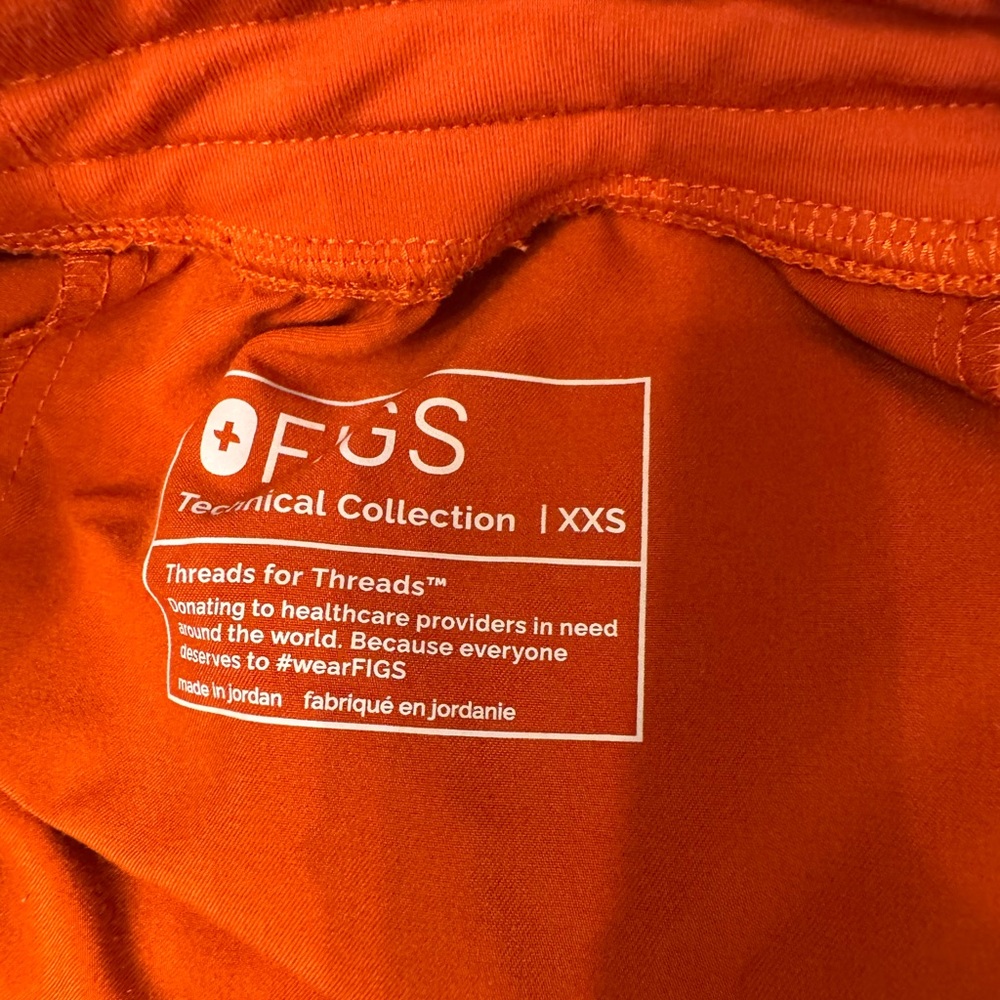 FIGS
Technical Collection | XXS
Threads for Threads™
Donating to healthcare providers in need
around the world. Because everyone
deserves to #wearFIGS
made in jordan fabriqué en jordanie